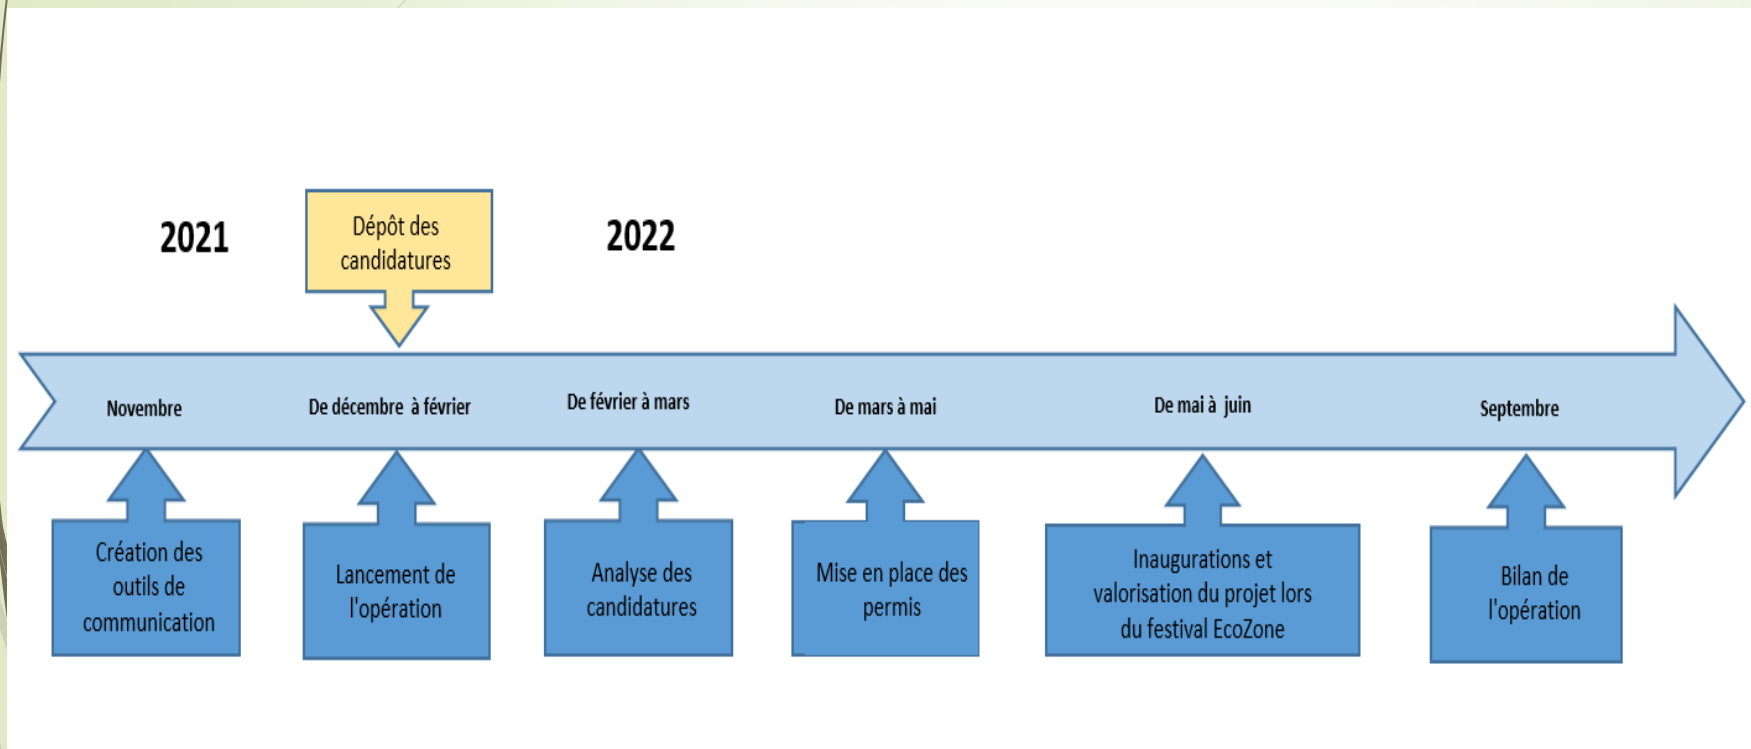 2021
Dépôt des
candidatures
2022
Novembre
De décembre à février
De février à mars
De mars à mai
De mai à juin
Septembre
Création des
outils de
communication
Lancement de
l'opération
Analyse des
candidatures
Mise en place des
permis
Inaugurations et
valorisation du projet lors
du festival EcoZone
Bilan de
l'opération